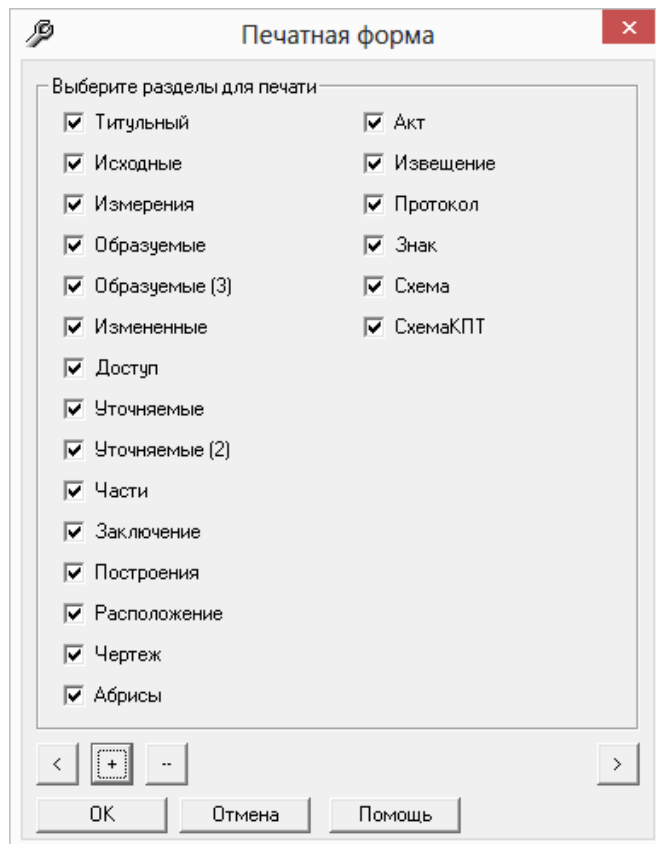 Печатная форма
Выберите разделы для печати
Титульный
Исходные
Измерения
Образуемые
Образуемые (3)
Измененные
Доступ
Уточняемые
Уточняемые (2)
Части
Заключение
Построения
Расположение
Чертеж
Абрисы
Акт
Извещение
Протокол
Знак
Схема
СхемаКПТ
< + -- >
ОК Отмена Помощь